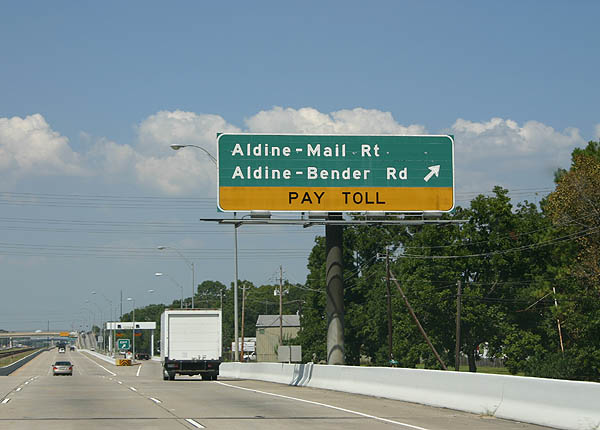 Aldine-Mail Rt
Aldine-Bender Rd
PAY TOLL